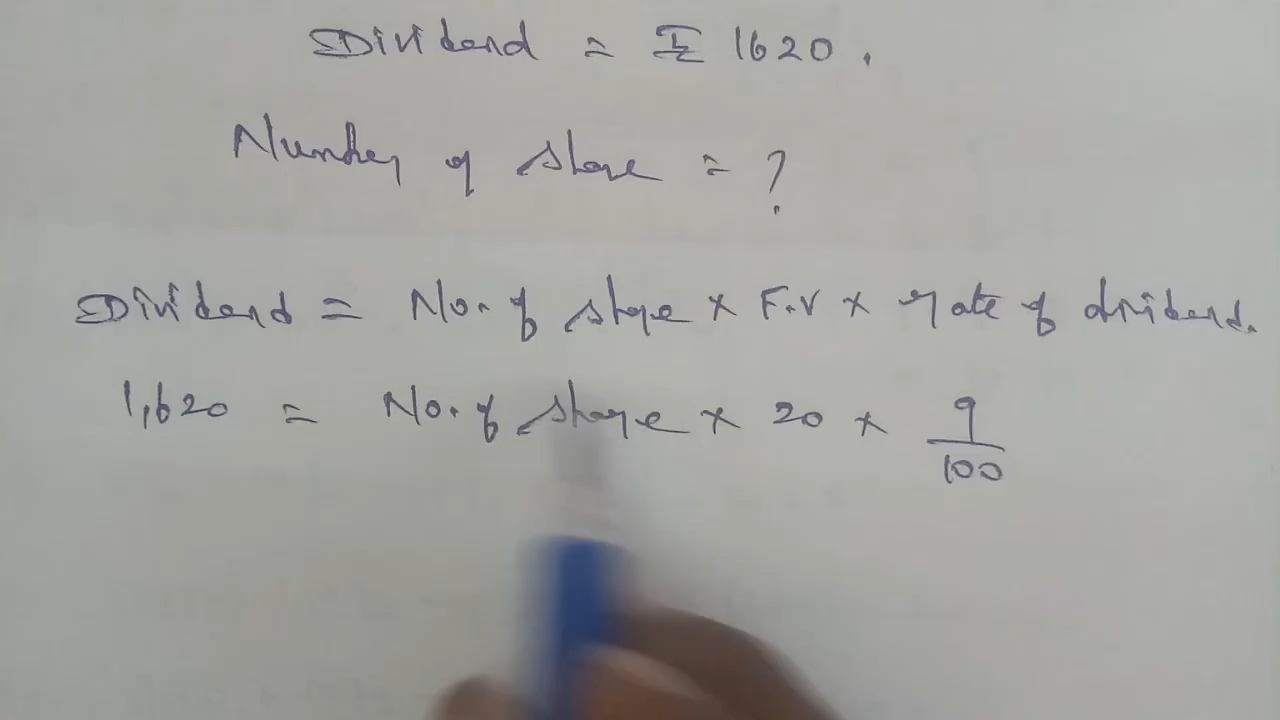 Dividend = ₹ 1620.
Number of share = ?
Dividend = No. of share × F.V × rate of dividend.
1,620 = No. of share × 20 × 9/100